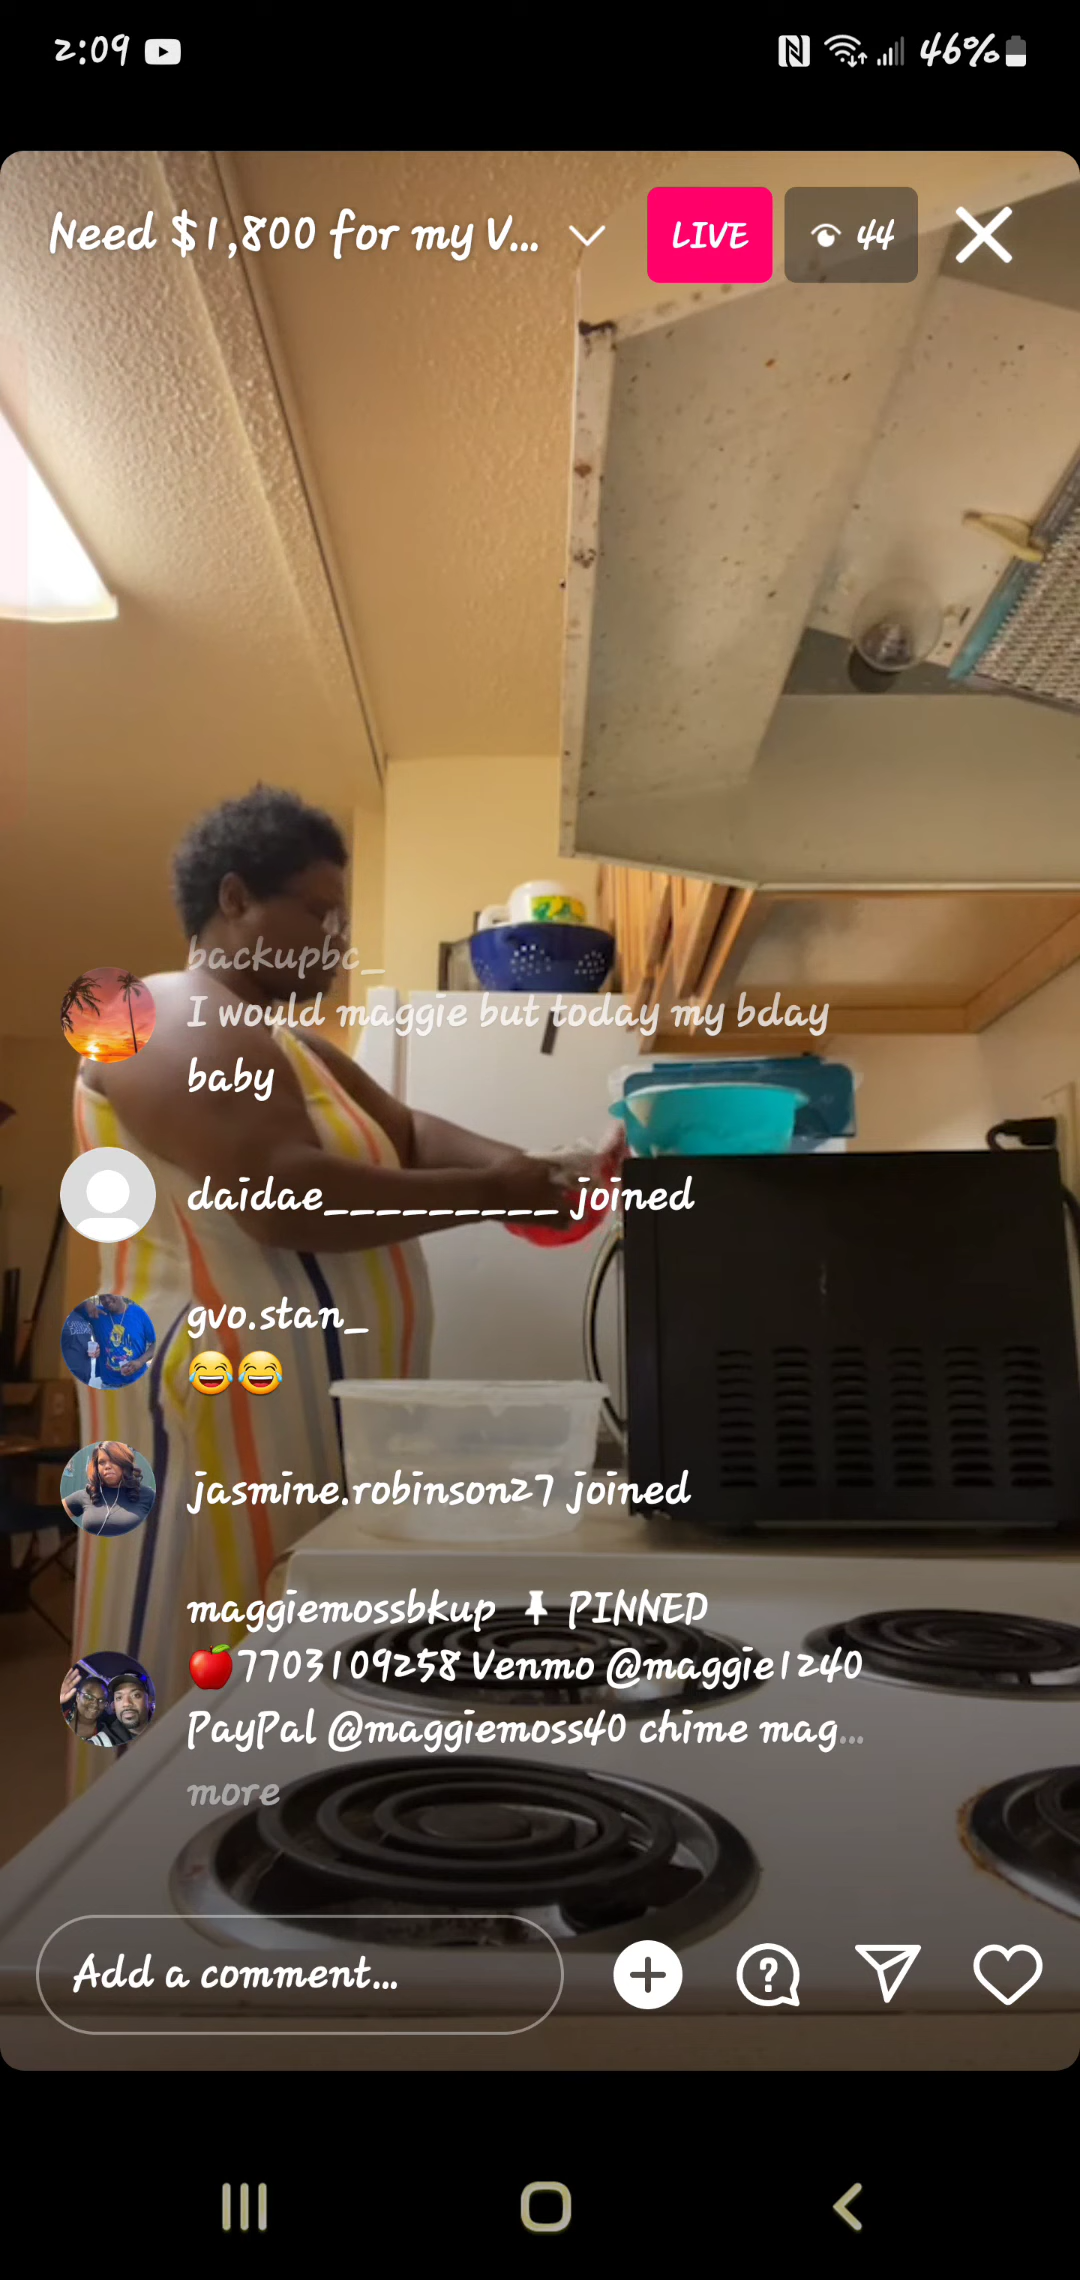 2:09
46%
Need $1,800 for my V...
LIVE
44
backupbc_
I would maggie but today my bday
baby
daidae_________ joined
gvo.stan_
😂😂
jasmine.robinson27 joined
maggiemossbkup 📌 PINNED
🍎7703109258 Venmo @maggie1240
PayPal @maggiemoss40 chime mag...
more
Add a comment...